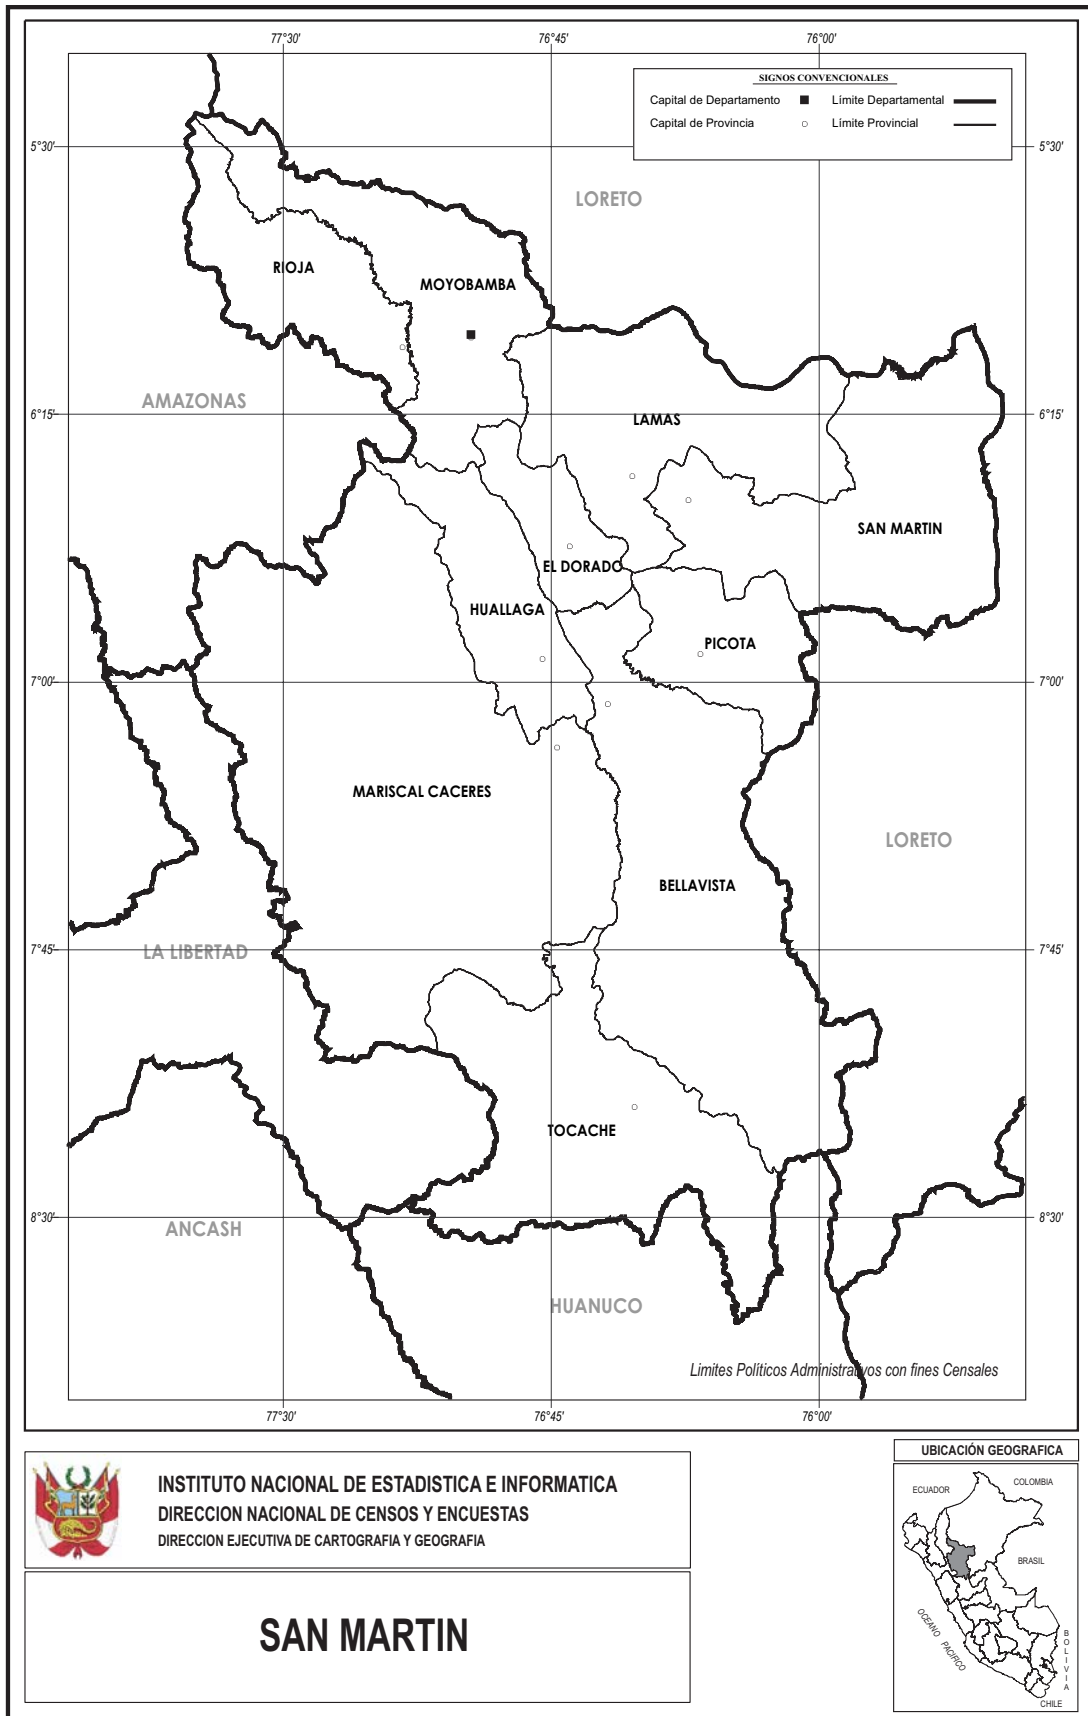 77°30'
76°45'
76°00'
SIGNOS CONVENCIONALES
Capital de Departamento
Límite Departamental
Capital de Provincia
Límite Provincial
5°30'
5°30'
LORETO
RIOJA
MOYOBAMBA
AMAZONAS
6°15'
LAMAS
6°15'
SAN MARTIN
EL DORADO
HUALLAGA
PICOTA
7°00'
7°00'
MARISCAL CACERES
LORETO
BELLAVISTA
LA LIBERTAD
7°45'
7°45'
TOCACHE
ANCASH
8°30'
8°30'
HUANUCO
Limites Políticos Administrativos con fines Censales
77°30'
76°45'
76°00'
INSTITUTO NACIONAL DE ESTADISTICA E INFORMATICA
DIRECCION NACIONAL DE CENSOS Y ENCUESTAS
DIRECCION EJECUTIVA DE CARTOGRAFIA Y GEOGRAFIA
SAN MARTIN
UBICACIÓN GEOGRAFICA
ECUADOR
COLOMBIA
BRASIL
OCEANO PACIFICO
BOLIVIA
CHILE